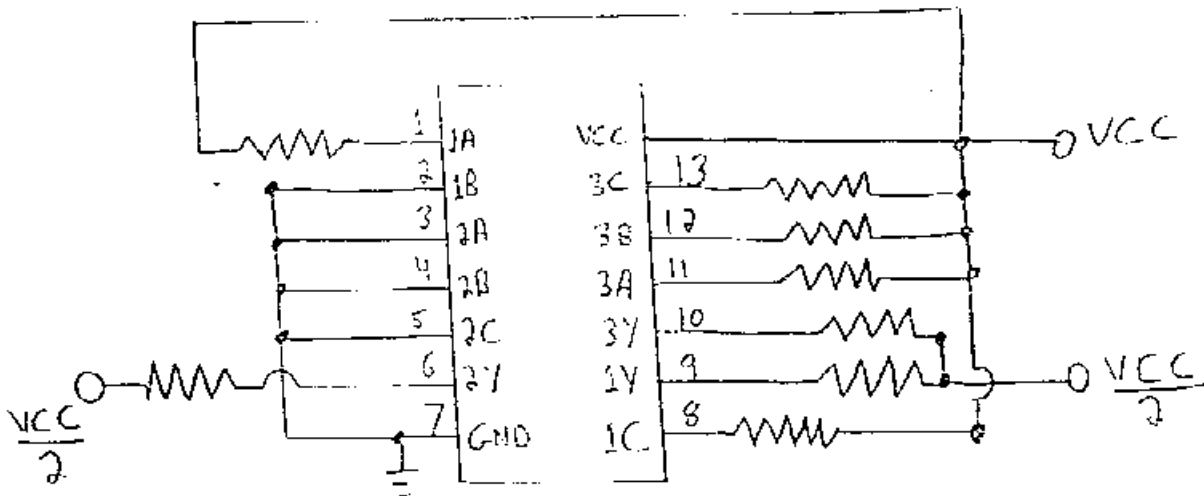 1 1A VCC VCC
2 1B 3C 13
3 2A 3B 12
4 2B 3A 11
5 2C 3Y 10
6 2Y 1Y 9
VCC
2
VCC
2
7 GND 1C 8